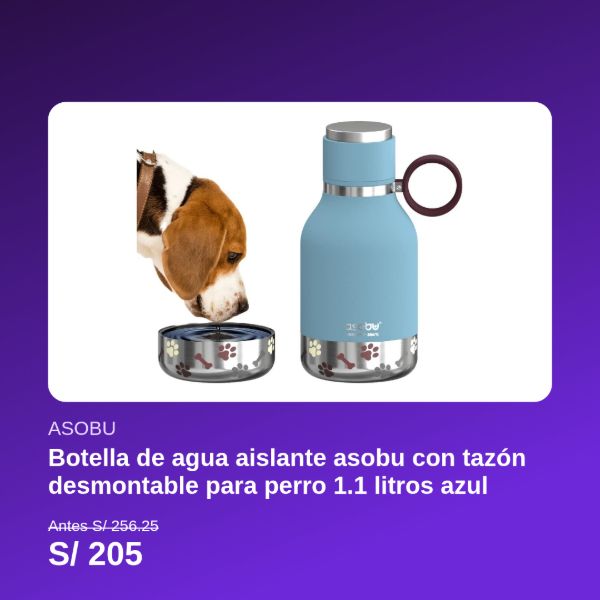 asobu
ASOBU
Botella de agua aislante asobu con tazón
desmontable para perro 1.1 litros azul
Antes S/ 256.25
S/ 205